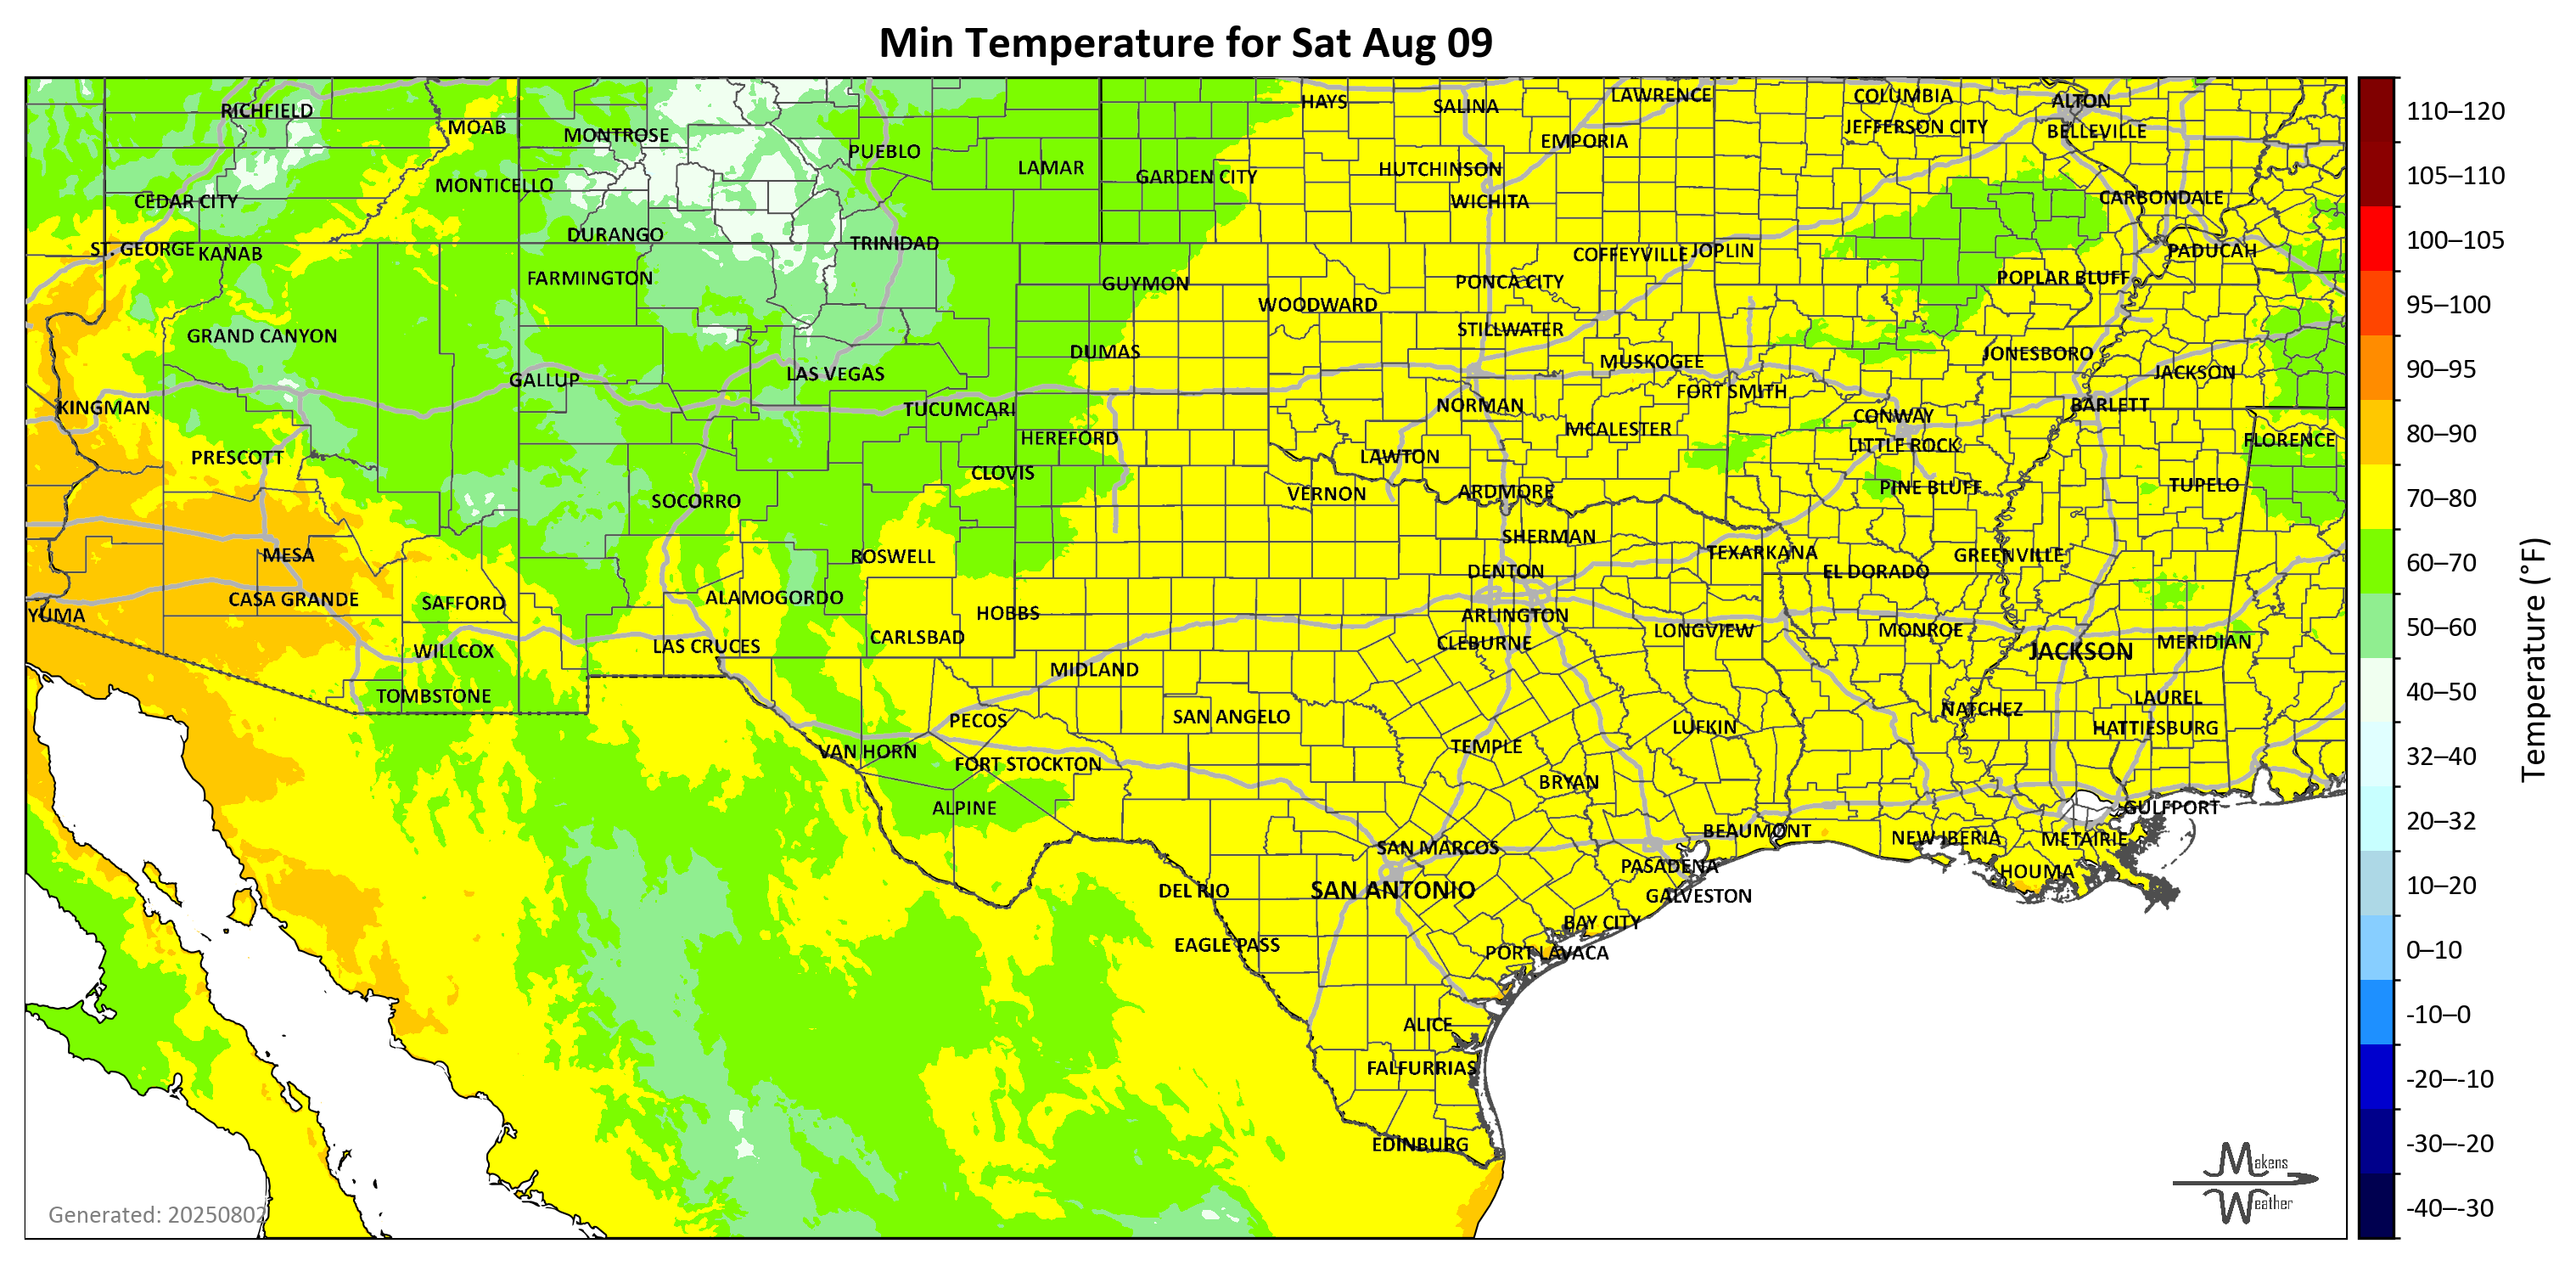 Min Temperature for Sat Aug 09
HAYS
SALINA
LAWRENCE
COLUMBIA
ALTON
RICHFIELD
MOAB
MONTROSE
EMPORIA
JEFFERSON CITY
BELLEVILLE
PUEBLO
LAMAR
GARDEN CITY
HUTCHINSON
MONTICELLO
CEDAR CITY
WICHITA
CARBONDALE
DURANGO
TRINIDAD
ST. GEORGE
KANAB
COFFEYVILLE
JOPLIN
PADUCAH
FARMINGTON
GUYMON
PONCA CITY
POPLAR BLUFF
WOODWARD
GRAND CANYON
STILLWATER
DUMAS
MUSKOGEE
JONESBORO
GALLUP
LAS VEGAS
JACKSON
FORT SMITH
KINGMAN
TUCUMCARI
NORMAN
CONWAY
BARLETT
HEREFORD
MCALESTER
LITTLE ROCK
FLORENCE
PRESCOTT
CLOVIS
LAWTON
SOCORRO
VERNON
ARDMORE
PINE BLUFF
TUPELO
SHERMAN
MESA
ROSWELL
TEXARKANA
GREENVILLE
DENTON
EL DORADO
CASA GRANDE
SAFFORD
ALAMOGORDO
YUMA
HOBBS
ARLINGTON
WILLCOX
LAS CRUCES
CARLSBAD
CLEBURNE
LONGVIEW
MONROE
JACKSON
MERIDIAN
MIDLAND
TOMBSTONE
LAUREL
PECOS
SAN ANGELO
NATCHEZ
LUFKIN
HATTIESBURG
VAN HORN
FORT STOCKTON
TEMPLE
BRYAN
ALPINE
GULFPORT
BEAUMONT
NEW IBERIA
METAIRIE
SAN MARCOS
PASADENA
HOUMA
DEL RIO
SAN ANTONIO
GALVESTON
BAY CITY
EAGLE PASS
PORT LAVACA
ALICE
FALFURRIAS
EDINBURG
Generated: 20250802
Makens
Weather
110–120
105–110
100–105
95–100
90–95
80–90
70–80
60–70
50–60
40–50
32–40
20–32
10–20
0–10
-10–0
-20–-10
-30–-20
-40–-30
Temperature (°F)